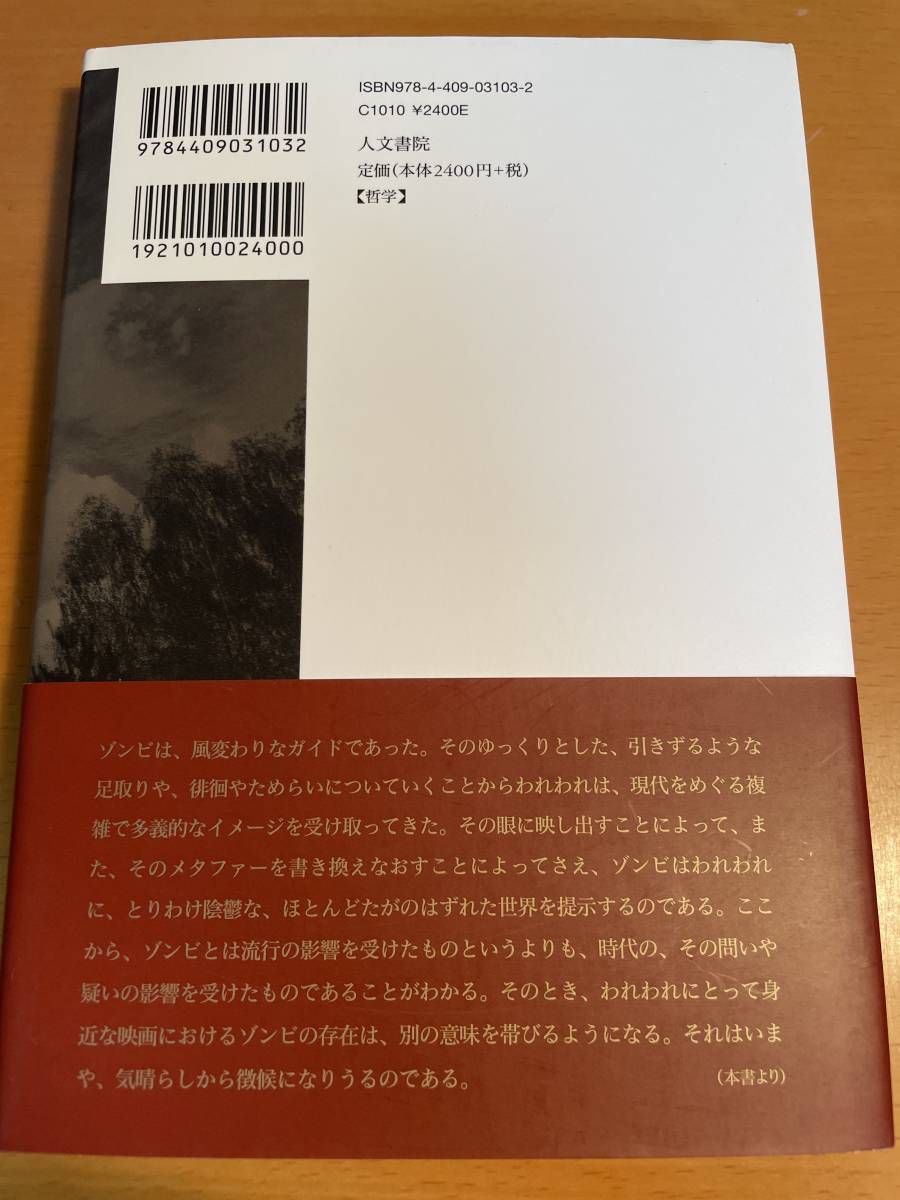 ISBN978-4-409-03103-2
C1010 ¥2400E
9784409031032
人文書院
定価(本体2400円+税)
【哲学】
1921010024000
ゾンビは、風変わりなガイドであった。そのゆっくりとした、引きずるような
足取りや、徘徊やためらいについていくことからわれわれは、現代をめぐる複
雑で多義的なイメージを受け取ってきた。その眼に映し出すことによって、ま
た、そのメタファーを書き換えなおすことによってさえ、ゾンビはわれわれ
に、とりわけ陰鬱な、ほとんどたがのはずれた世界を提示するのである。ここ
から、ゾンビとは流行の影響を受けたものというよりも、時代の、その問いや
疑いの影響を受けたものであることがわかる。そのとき、われわれにとって身
近な映画におけるゾンビの存在は、別の意味を帯びるようになる。それはいま
や、気晴らしから徴候になりうるのである。
(本書より)